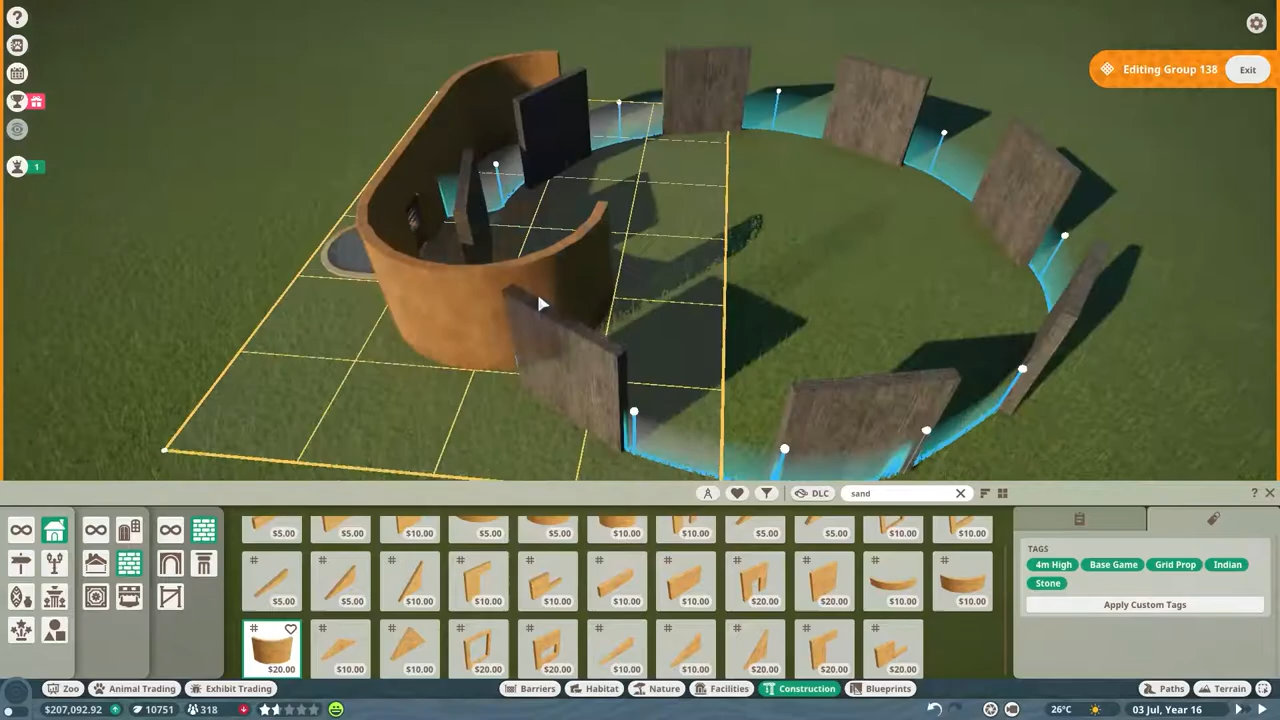 ?
Editing Group 138
Exit
1
DLC
sand
?
$5.00
$5.00
$10.00
$5.00
$5.00
$10.00
$10.00
$5.00
$5.00
$10.00
$10.00
TAGS
4m High
Base Game
Grid Prop
Indian
Stone
Apply Custom Tags
$5.00
$5.00
$10.00
$10.00
$10.00
$10.00
$10.00
$20.00
$20.00
$10.00
$10.00
$20.00
$10.00
$10.00
$20.00
$20.00
$10.00
$10.00
$20.00
$20.00
$20.00
Zoo
Animal Trading
Exhibit Trading
Barriers
Habitat
Nature
Facilities
Construction
Blueprints
Paths
Terrain
$207,092.92
10751
318
26°C
03 Jul, Year 16